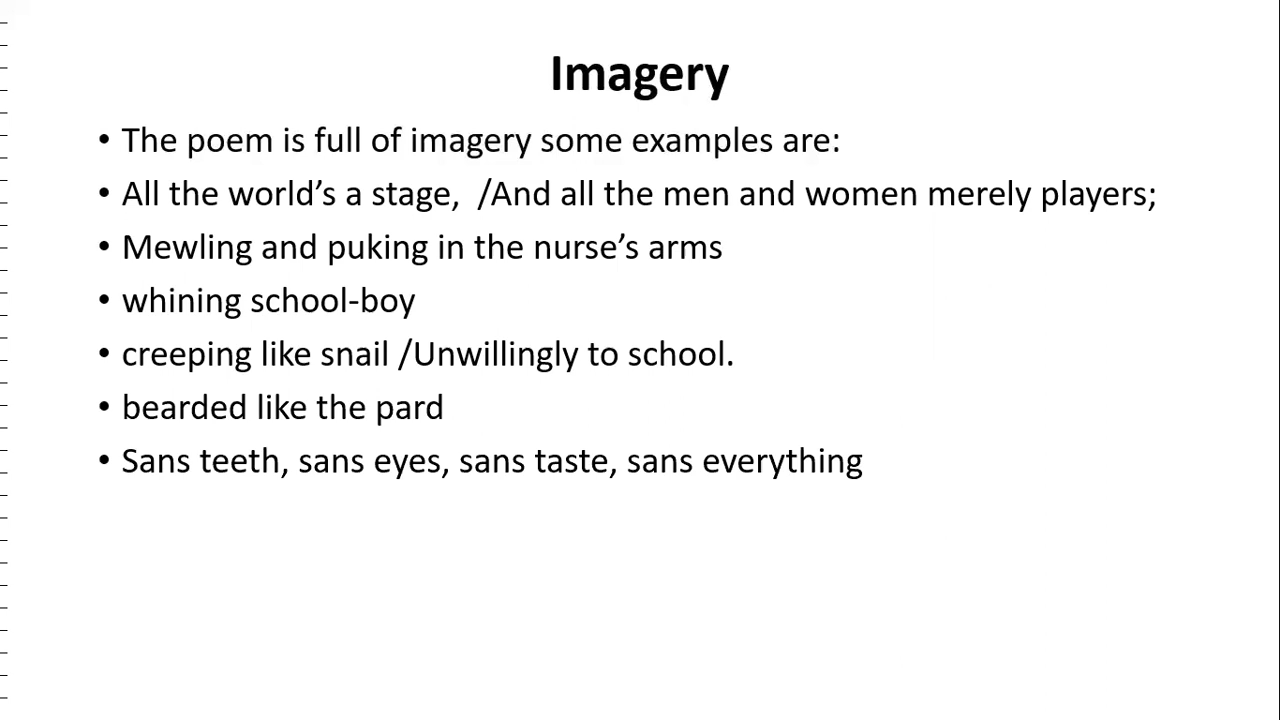 Imagery
• The poem is full of imagery some examples are:
• All the world’s a stage,  /And all the men and women merely players;
• Mewling and puking in the nurse’s arms
• whining school-boy
• creeping like snail /Unwillingly to school.
• bearded like the pard
• Sans teeth, sans eyes, sans taste, sans everything